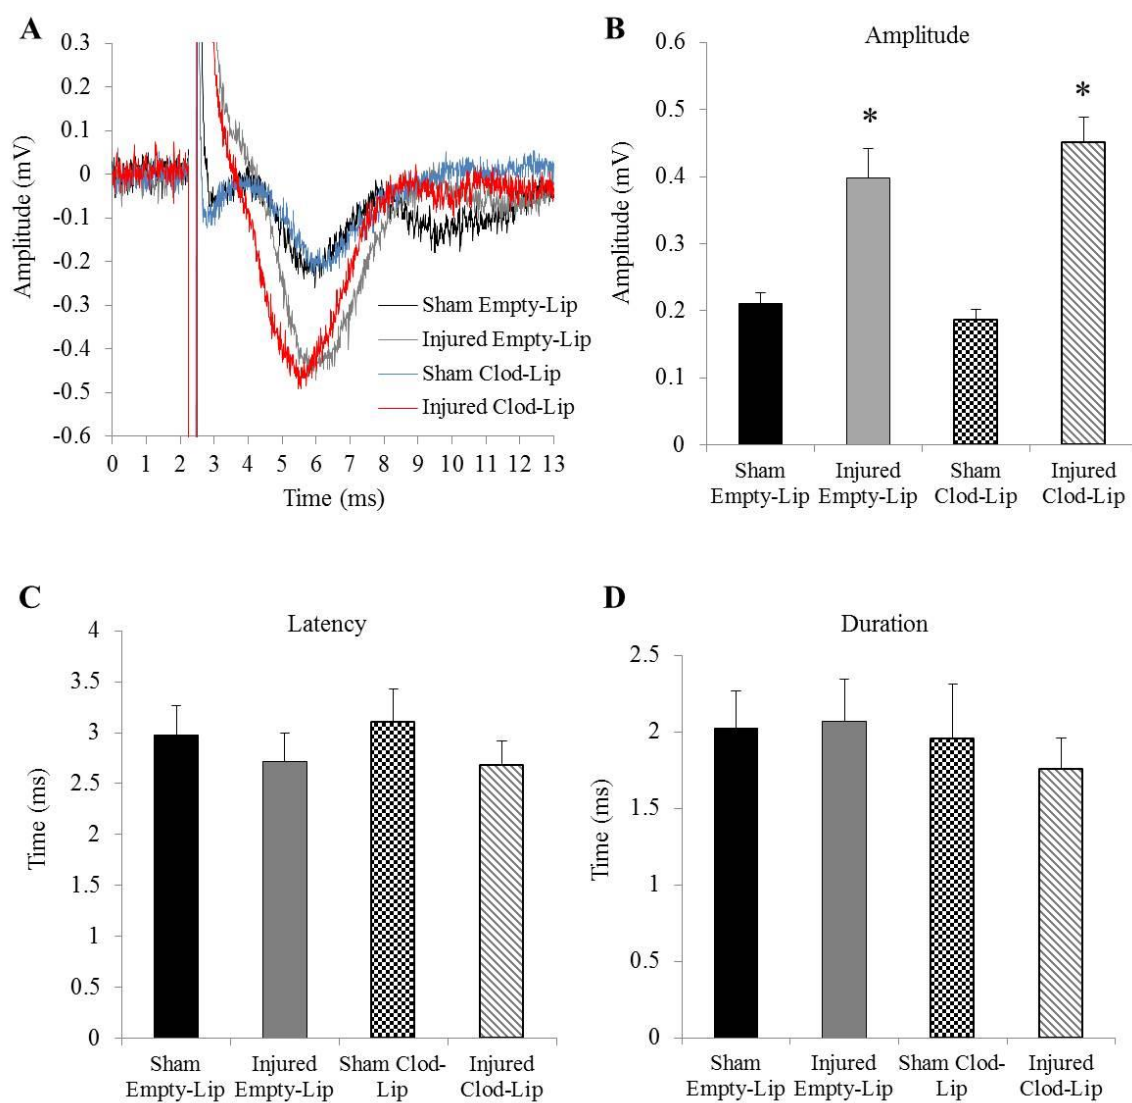 A
0.3
0.2
0.1
0
-0.1
-0.2
-0.3
-0.4
-0.5
-0.6
Amplitude (mV)
Sham Empty-Lip
Injured Empty-Lip
Sham Clod-Lip
Injured Clod-Lip
0 1 2 3 4 5 6 7 8 9 10 11 12 13
Time (ms)
B
Amplitude
0.6
0.5
0.4
0.3
0.2
0.1
0
Amplitude (mV)
* *
Sham Injured Sham Injured
Empty-Lip Empty-Lip Clod-Lip Clod-Lip
C
Latency
4
3.5
3
2.5
2
1.5
1
0.5
0
Time (ms)
Sham Injured Sham Clod- Injured
Empty-Lip Empty-Lip Lip Clod-Lip
D
Duration
2.5
2
1.5
1
0.5
0
Time (ms)
Sham Injured Sham Clod- Injured
Empty-Lip Empty-Lip Lip Clod-Lip